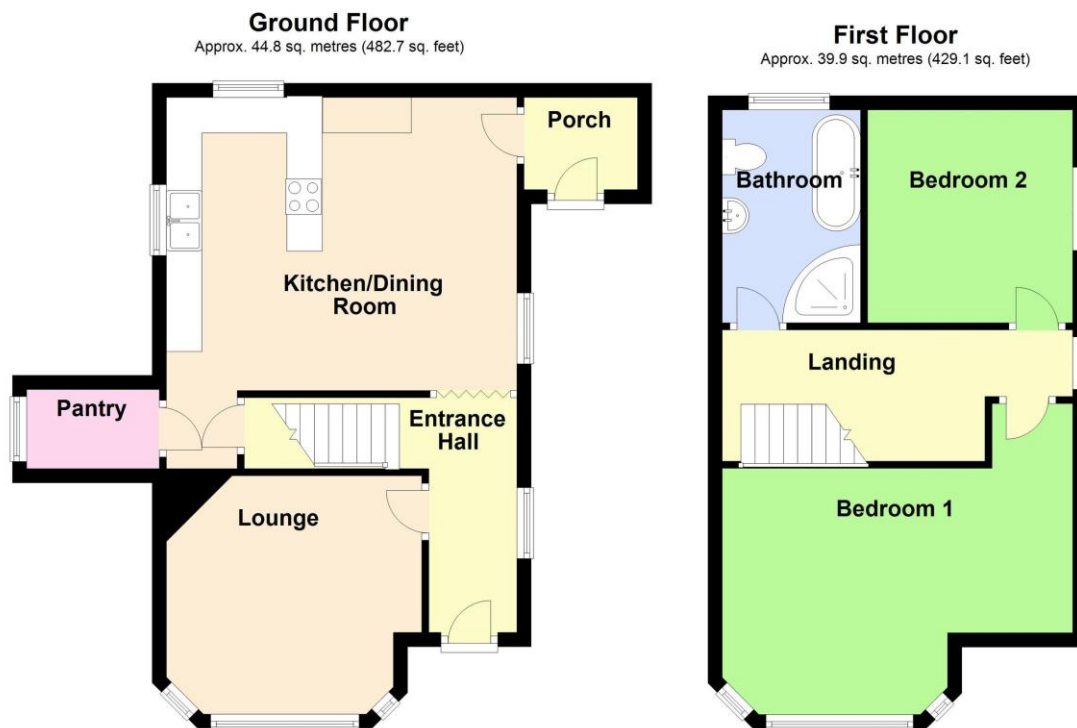 Ground Floor
Approx. 44.8 sq. metres (482.7 sq. feet)
Porch
Kitchen/Dining
Room
Pantry
Entrance
Hall
Lounge
First Floor
Approx. 39.9 sq. metres (429.1 sq. feet)
Bathroom
Bedroom 2
Landing
Bedroom 1